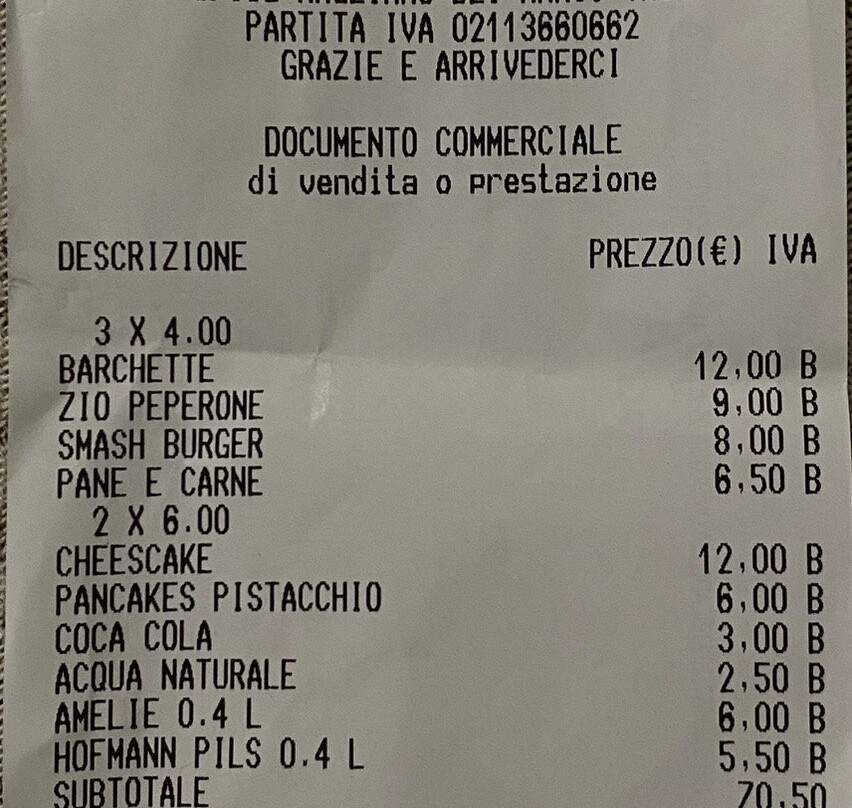 PARTITA IVA 02113660662
GRAZIE E ARRIVEDERCI
DOCUMENTO COMMERCIALE
di vendita o prestazione
DESCRIZIONE PREZZO(€) IVA
3 X 4.00
BARCHETTE 12,00 B
ZIO PEPERONE 9,00 B
SMASH BURGER 8,00 B
PANE E CARNE 6,50 B
2 X 6.00
CHEESCAKE 12,00 B
PANCAKES PISTACCHIO 6,00 B
COCA COLA 3,00 B
ACQUA NATURALE 2,50 B
AMELIE 0.4 L 6,00 B
HOFMANN PILS 0.4 L 5,50 B
SUBTOTALE 70,50